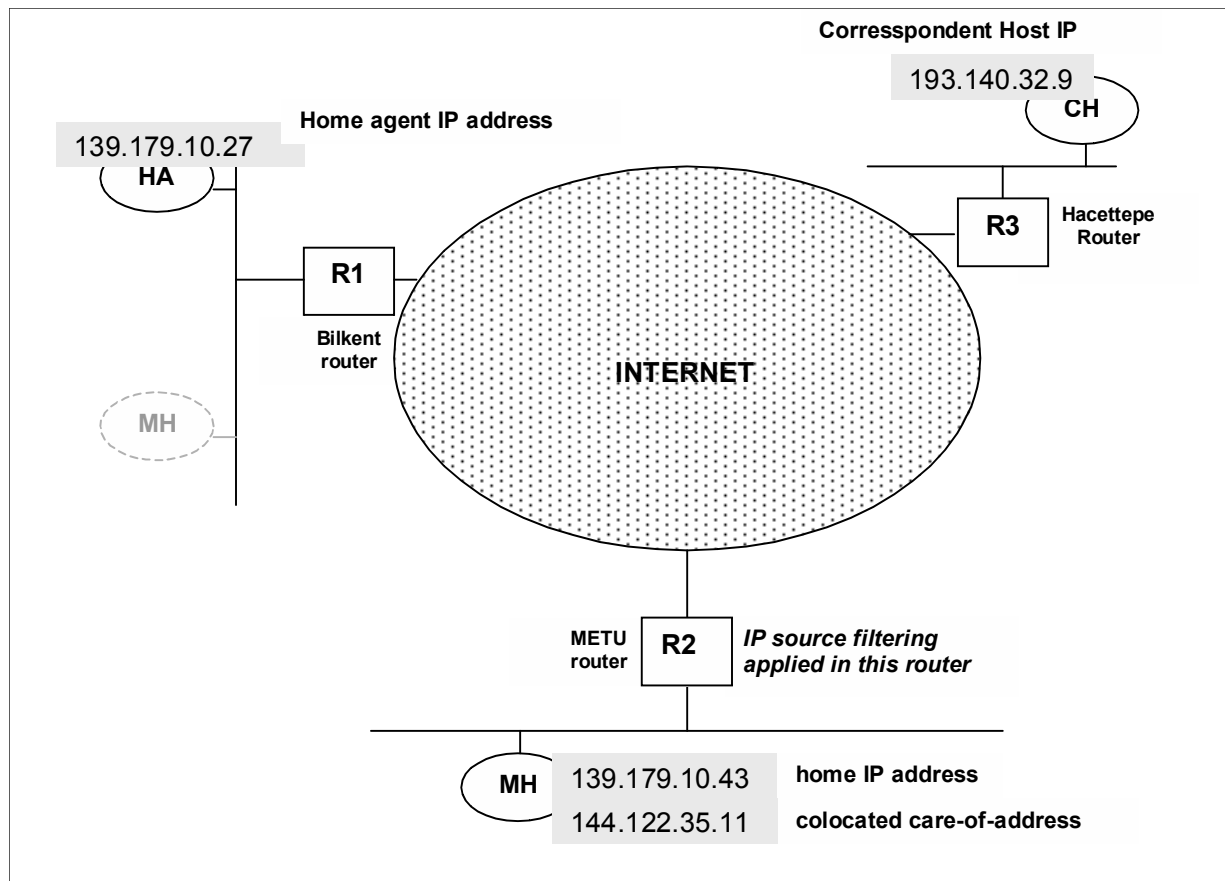 Corresspondent Host IP
193.140.32.9
CH
Home agent IP address
139.179.10.27
HA
R3
Hacettepe
Router
R1
Bilkent
router
INTERNET
MH
METU
router
R2
IP source filtering
applied in this router
MH
139.179.10.43
home IP address
144.122.35.11
colocated care-of-address